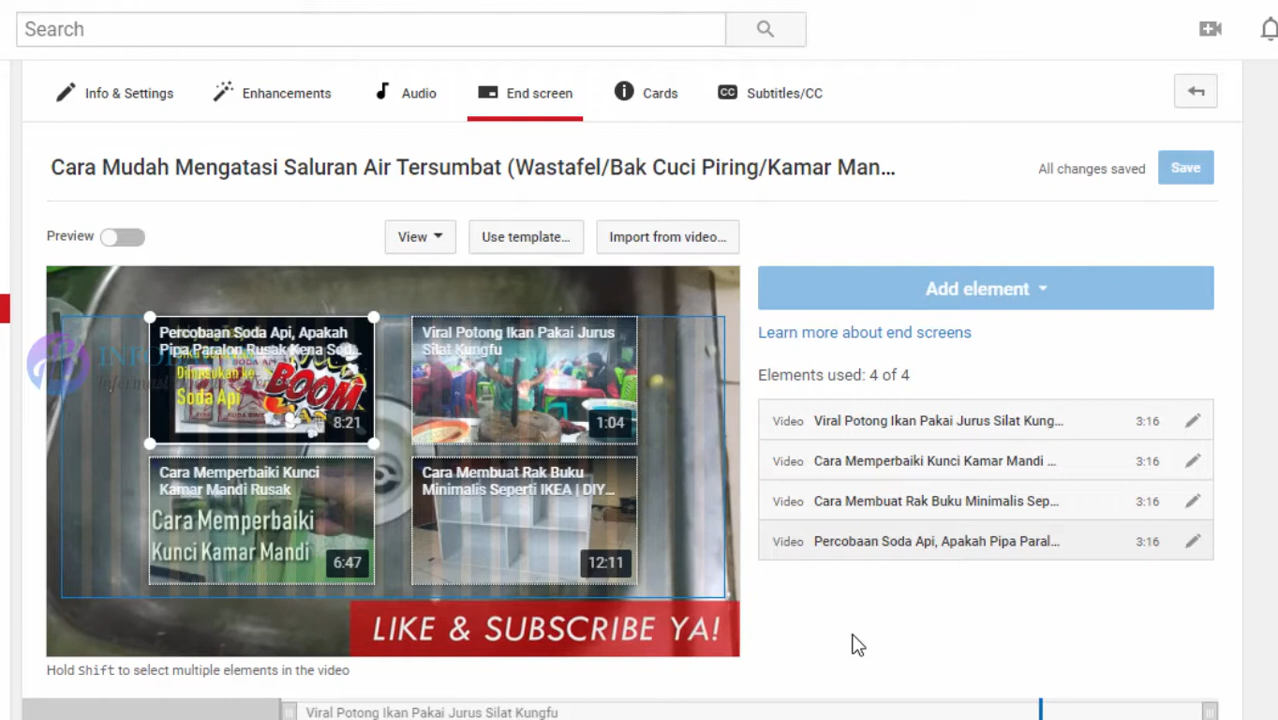 Search
Info & Settings
Enhancements
Audio
End screen
Cards
CC
Subtitles/CC
Cara Mudah Mengatasi Saluran Air Tersumbat (Wastafel/Bak Cuci Piring/Kamar Man...
All changes saved
Save
Preview
View
Use template...
Import from video...
Percobaan Soda Api, Apakah
Pipa Paralon Rusak Kena Sod...
Dimasukan ke
Soda Api
BOOM
8:21
Viral Potong Ikan Pakai Jurus
Silat Kungfu
1:04
Cara Memperbaiki Kunci
Kamar Mandi Rusak
Cara Memperbaiki
Kunci Kamar Mandi
6:47
Cara Membuat Rak Buku
Minimalis Seperti IKEA | DIY...
12:11
LIKE & SUBSCRIBE YA!
Add element
Learn more about end screens
Elements used: 4 of 4
Video Viral Potong Ikan Pakai Jurus Silat Kung... 3:16
Video Cara Memperbaiki Kunci Kamar Mandi ... 3:16
Video Cara Membuat Rak Buku Minimalis Sep... 3:16
Video Percobaan Soda Api, Apakah Pipa Paral... 3:16
Hold Shift to select multiple elements in the video
Viral Potong Ikan Pakai Jurus Silat Kungfu